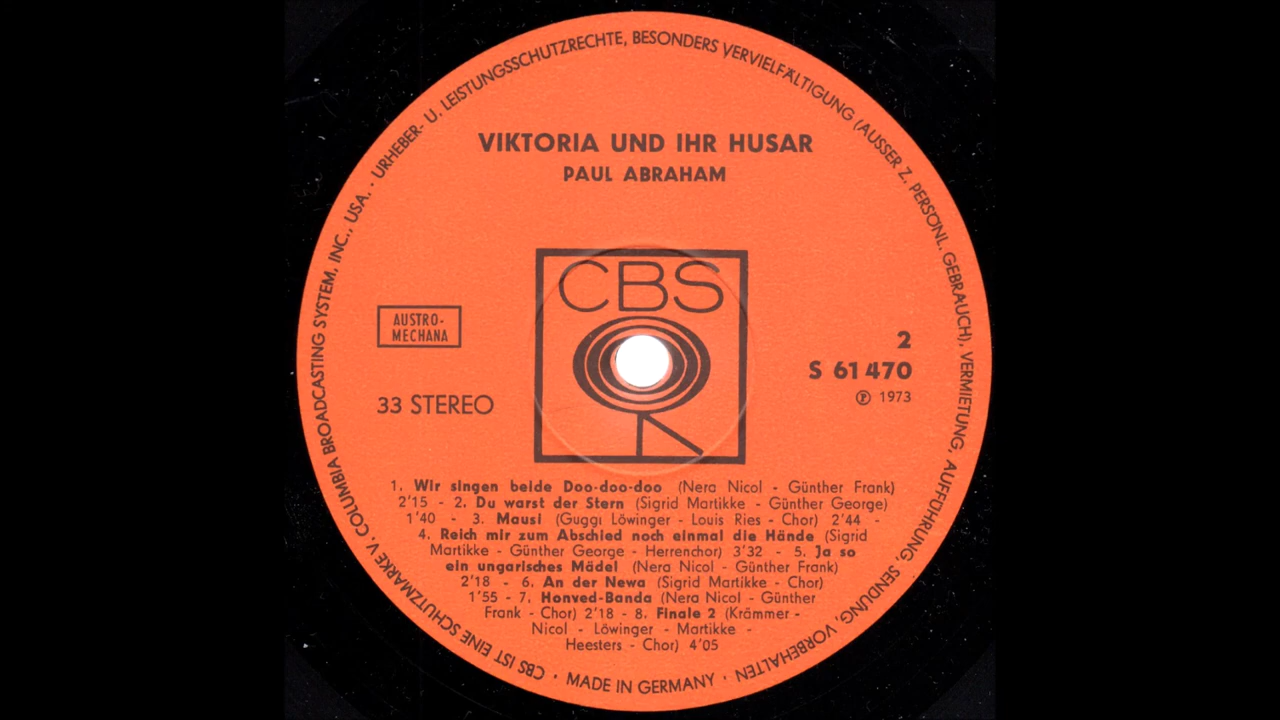 VIKTORIA UND IHR HUSAR
PAUL ABRAHAM
CBS
AUSTRO-
MECHANA
33 STEREO
2
S 61 470
Ⓟ 1973
1. Wir singen beide Doo-doo-doo (Nera Nicol - Günther Frank)
2'15 - 2. Du warst der Stern (Sigrid Martikke - Günther George)
1'40 - 3. Mausi (Guggi Löwinger - Louis Ries - Chor) 2'44 -
4. Reich mir zum Abschied noch einmal die Hände (Sigrid
Martikke - Günther George - Herrenchor) 3'32 - 5. Ja so
ein ungarisches Mädel (Nera Nicol - Günther Frank)
2'18 - 6. An der Newa (Sigrid Martikke - Chor)
1'55 - 7. Honved-Banda (Nera Nicol - Günther
Frank - Chor) 2'18 - 8. Finale 2 (Krämmer -
Nicol - Löwinger - Martikke -
Heesters - Chor) 4'05
CBS IST EINE SCHUTZMARKE V. COLUMBIA BROADCASTING SYSTEM, INC., USA. · URHEBER- U. LEISTUNGSSCHUTZRECHTE, BESONDERS VERVIELFÄLTIGUNG (AUSSER Z. PERSÖNL. GEBRAUCH), VERMIETUNG, AUFFÜHRUNG, SENDUNG, VORBEHALTEN · MADE IN GERMANY ·